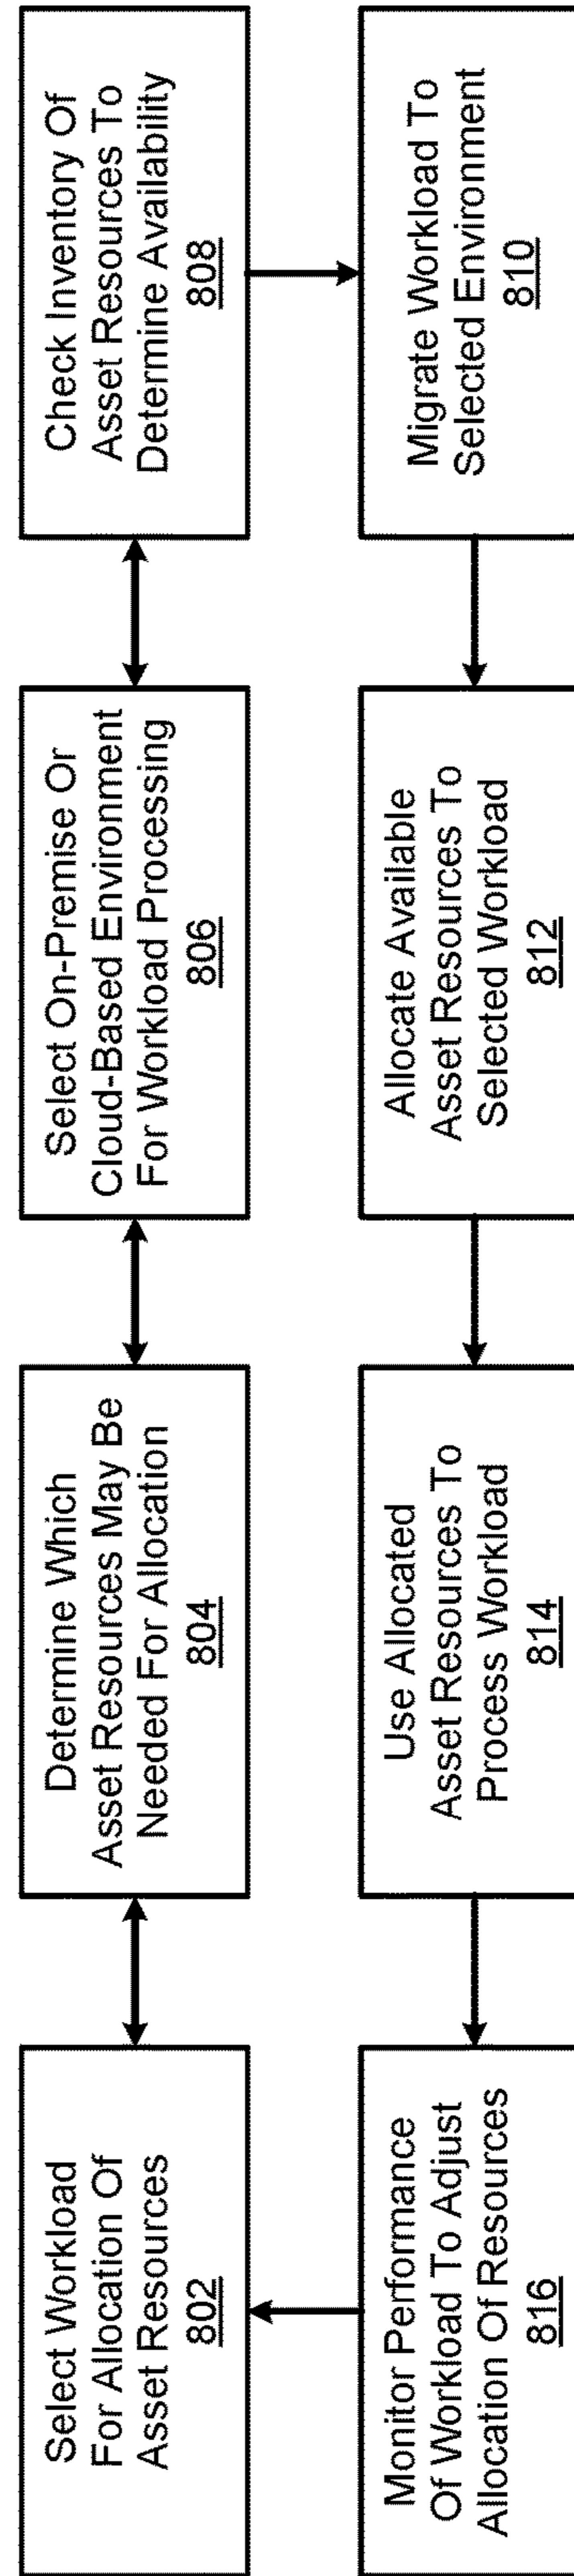 Select Workload
For Allocation Of
Asset Resources
802
Determine Which
Asset Resources May Be
Needed For Allocation
804
Select On-Premise Or
Cloud-Based Environment
For Workload Processing
806
Check Inventory Of
Asset Resources To
Determine Availability
808
Migrate Workload To
Selected Environment
810
Allocate Available
Asset Resources To
Selected Workload
812
Use Allocated
Asset Resources To
Process Workload
814
Monitor Performance
Of Workload To Adjust
Allocation Of Resources
816